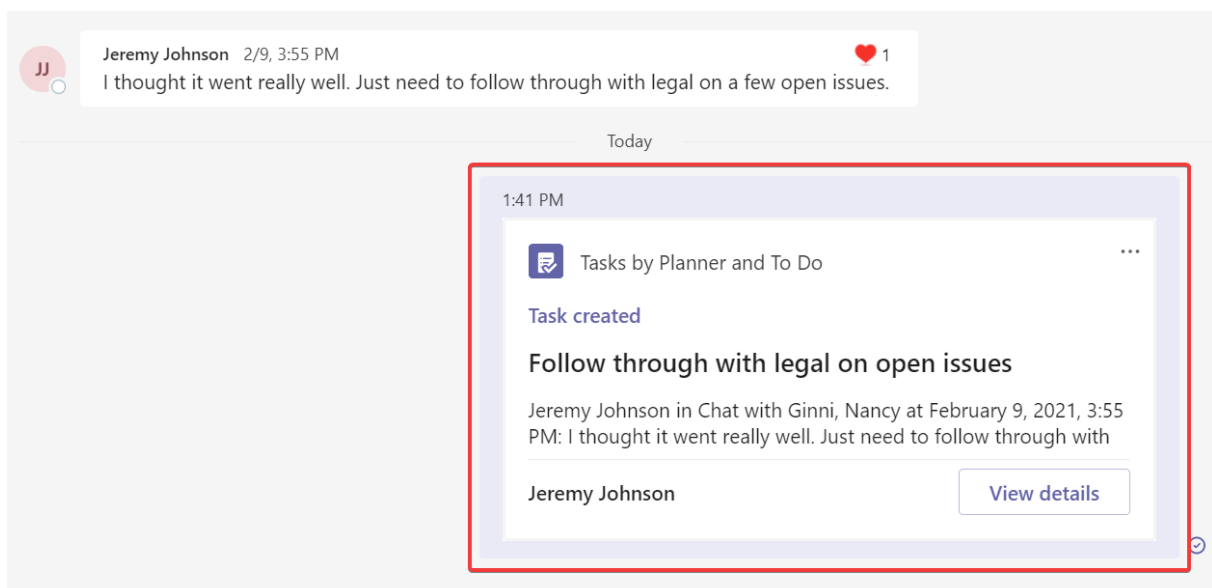 Jeremy Johnson 2/9, 3:55 PM
1
JJ
I thought it went really well. Just need to follow through with legal on a few open issues.
Today
1:41 PM
Tasks by Planner and To Do
...
Task created
Follow through with legal on open issues
Jeremy Johnson in Chat with Ginni, Nancy at February 9, 2021, 3:55
PM: I thought it went really well. Just need to follow through with
Jeremy Johnson
View details